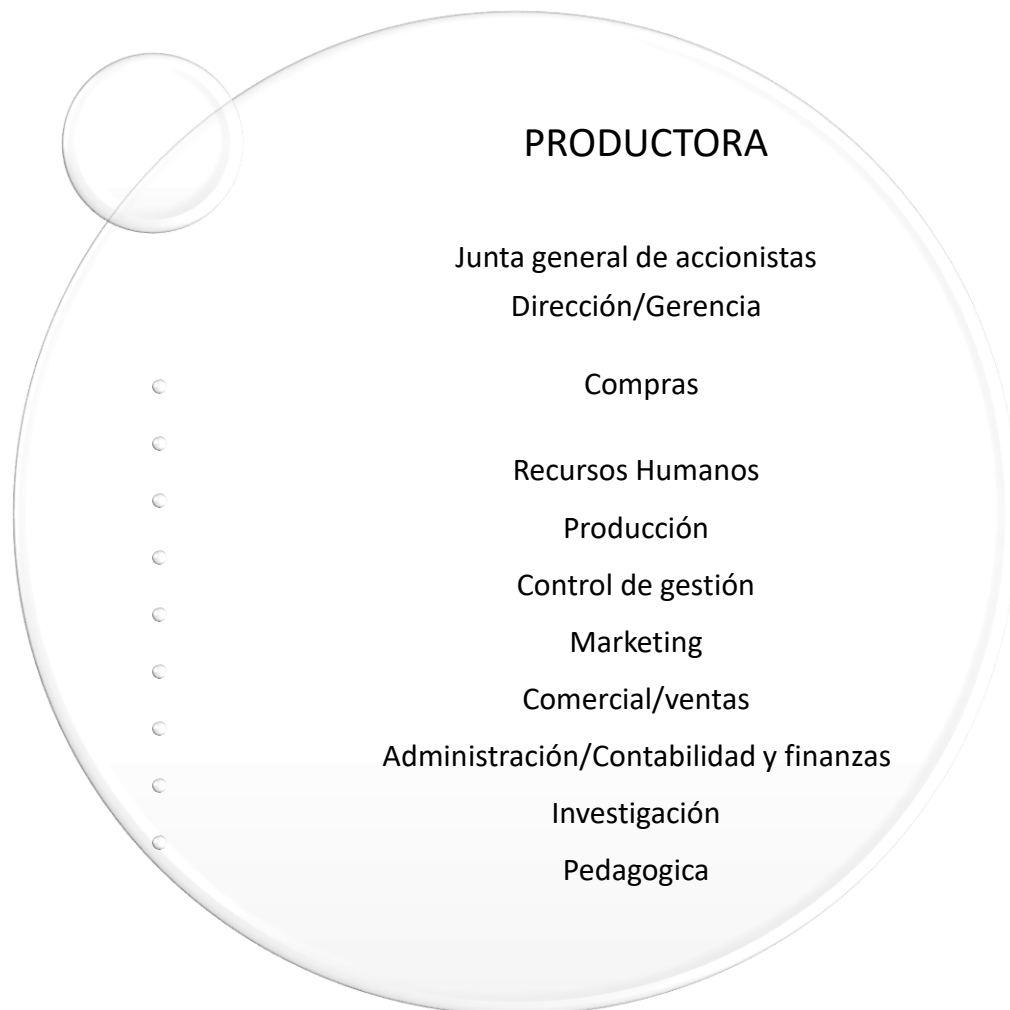 PRODUCTORA
Junta general de accionistas
Dirección/Gerencia
Compras
Recursos Humanos
Producción
Control de gestión
Marketing
Comercial/ventas
Administración/Contabilidad y finanzas
Investigación
Pedagogica